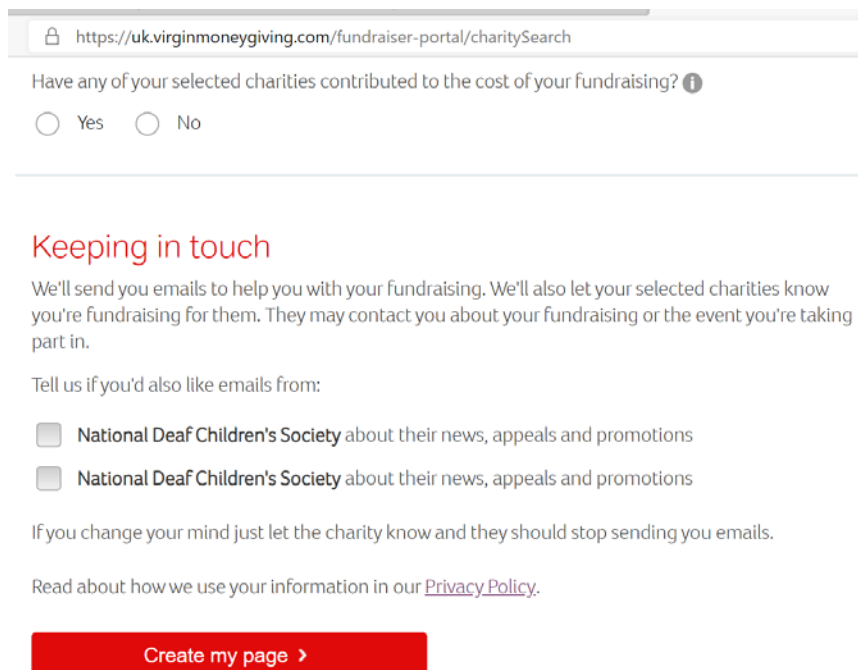 https://uk.virginmoneygiving.com/fundraiser-portal/charitySearch
Have any of your selected charities contributed to the cost of your fundraising? i
Yes No
Keeping in touch
We'll send you emails to help you with your fundraising. We'll also let your selected charities know
you're fundraising for them. They may contact you about your fundraising or the event you're taking
part in.
Tell us if you'd also like emails from:
National Deaf Children's Society about their news, appeals and promotions
National Deaf Children's Society about their news, appeals and promotions
If you change your mind just let the charity know and they should stop sending you emails.
Read about how we use your information in our Privacy Policy.
Create my page >